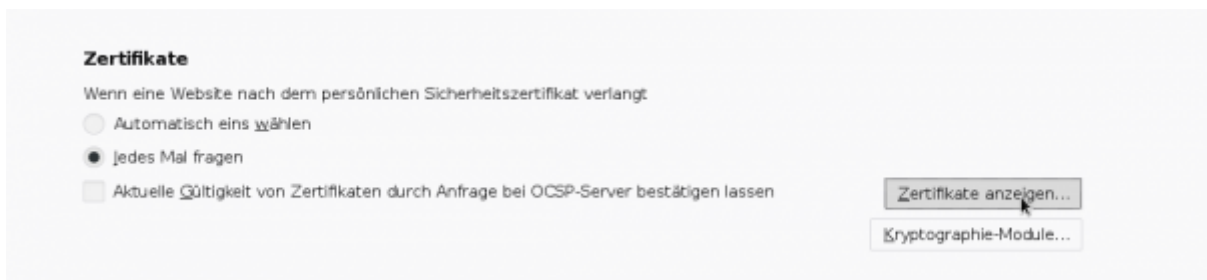 Zertifikate
Wenn eine Website nach dem persönlichen Sicherheitszertifikat verlangt
Automatisch eins wählen
Jedes Mal fragen
Aktuelle Gültigkeit von Zertifikaten durch Anfrage bei OCSP-Server bestätigen lassen
Zertifikate anzeigen...
Kryptographie-Module...